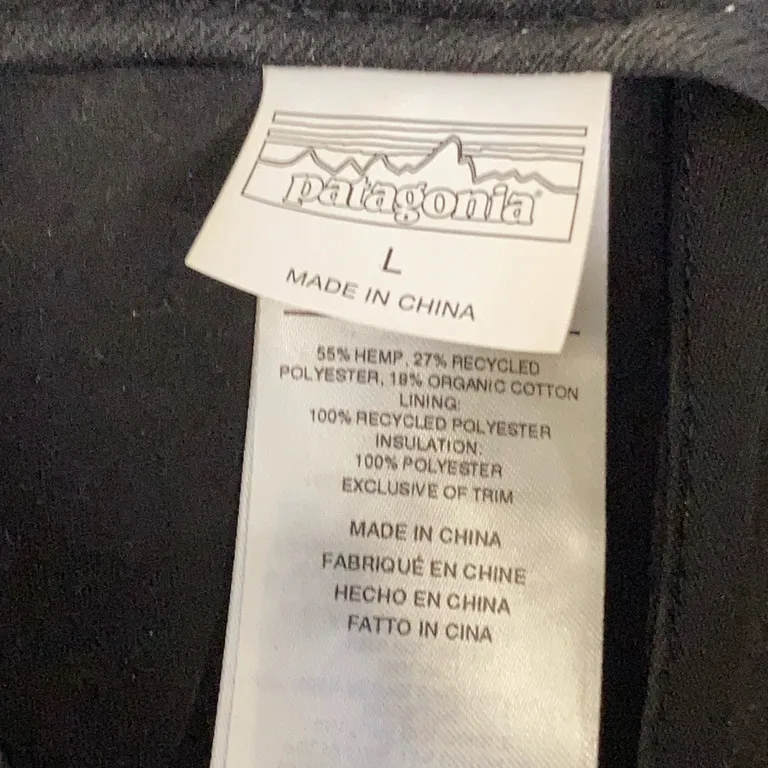 patagonia®
L
MADE IN CHINA
55% HEMP, 27% RECYCLED
POLYESTER, 18% ORGANIC COTTON
LINING:
100% RECYCLED POLYESTER
INSULATION:
100% POLYESTER
EXCLUSIVE OF TRIM
MADE IN CHINA
FABRIQUÉ EN CHINE
HECHO EN CHINA
FATTO IN CINA